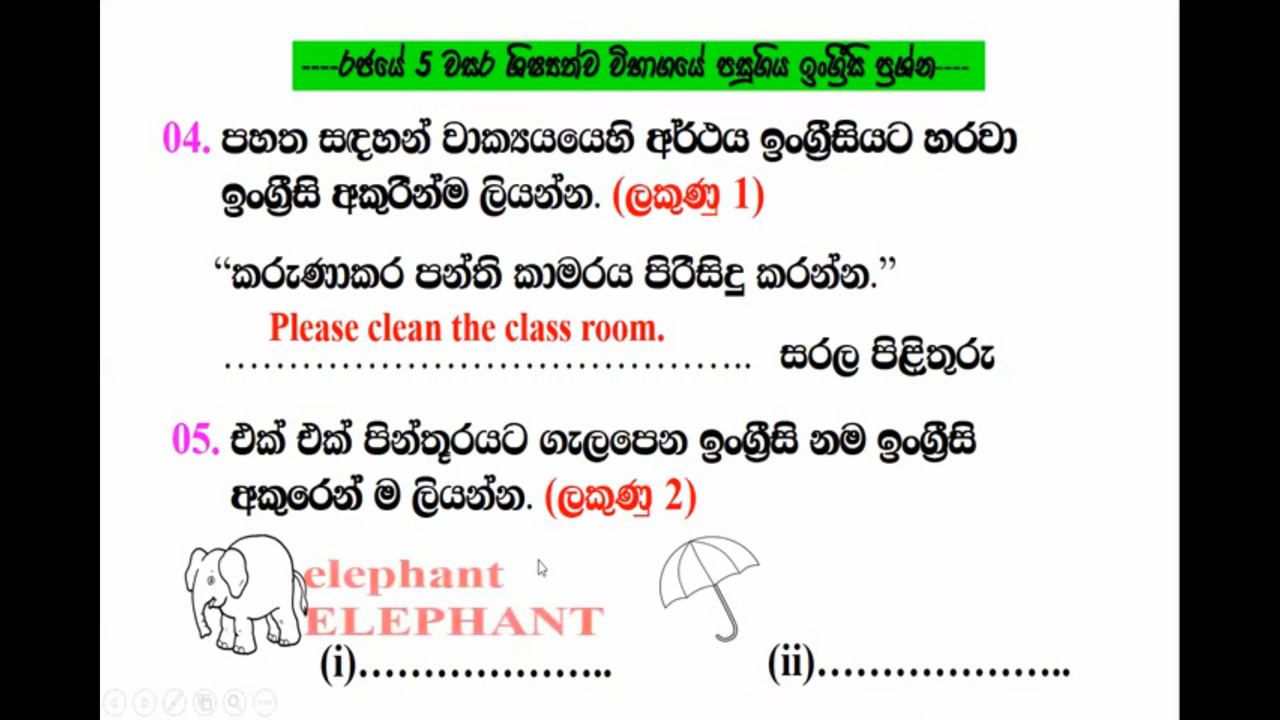 ----රජයේ 5 වසර ශිෂ්‍යත්ව විභාගයේ පසුගිය ඉංග්‍රීසි ප්‍රශ්න----
04. පහත සඳහන් වාක්‍යයයෙහි අර්ථය ඉංග්‍රීසියට හරවා
ඉංග්‍රීසි අකුරීන්ම ලියන්න. (ලකුණු 1)
“කරුණාකර පන්ති කාමරය පිරිසිදු කරන්න.”
Please clean the class room.
……………………………………….. සරල පිළිතුරු
05. එක් එක් පින්තූරයට ගැලපෙන ඉංග්‍රීසි නම ඉංග්‍රීසි
අකුරෙන් ම ලියන්න. (ලකුණු 2)
elephant
ELEPHANT
(i)……………….. (ii)………………..